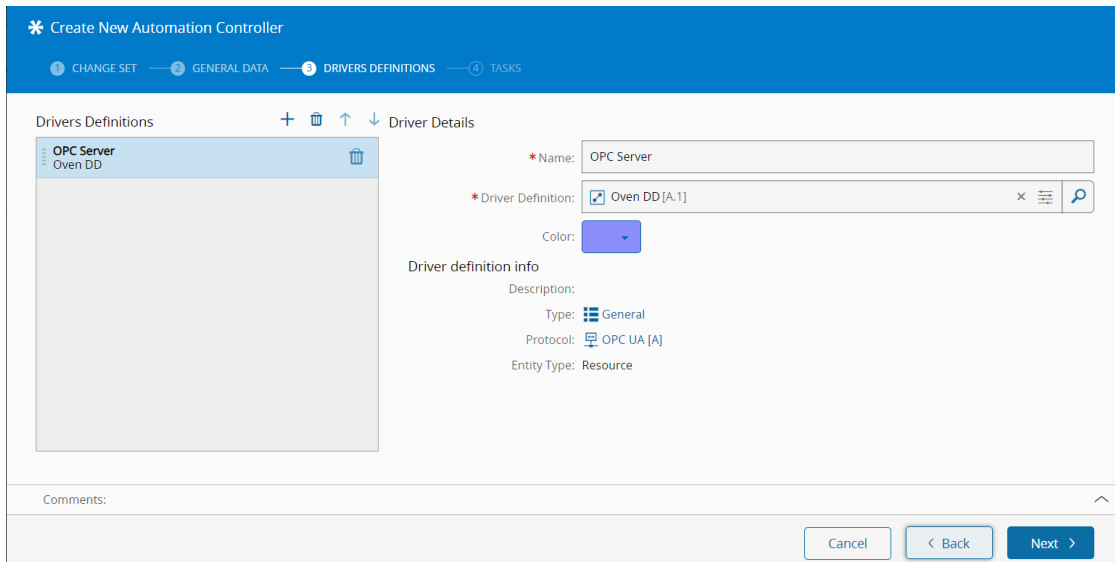 Create New Automation Controller
1 CHANGE SET 2 GENERAL DATA 3 DRIVERS DEFINITIONS 4 TASKS
Drivers Definitions
OPC Server
Oven DD
Driver Details
*Name: OPC Server
*Driver Definition: Oven DD [A.1]
Color:
Driver definition info
Description:
Type: General
Protocol: OPC UA [A]
Entity Type: Resource
Comments:
Cancel
Back
Next